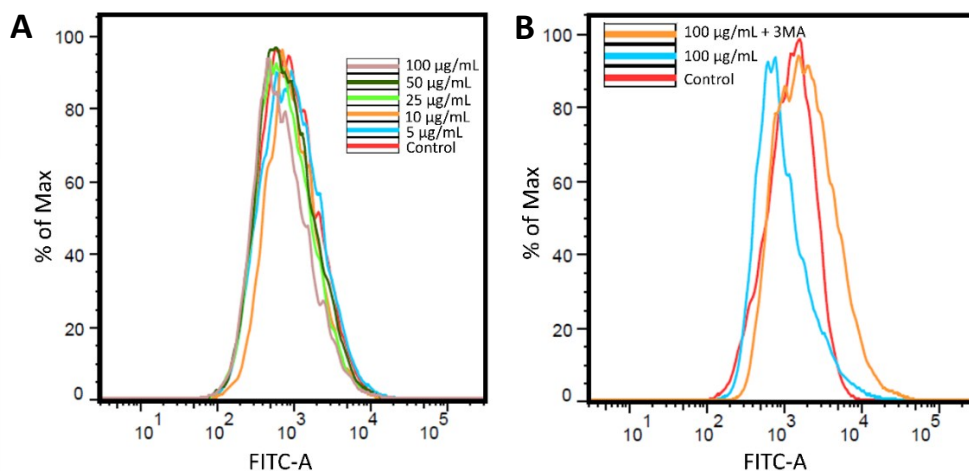 A
% of Max
100
80
60
40
20
0
100 µg/mL
50 µg/mL
25 µg/mL
10 µg/mL
5 µg/mL
Control
10¹ 10² 10³ 10⁴ 10⁵
FITC-A
B
% of Max
100
80
60
40
20
0
100 µg/mL + 3MA
100 µg/mL
Control
10¹ 10² 10³ 10⁴ 10⁵
FITC-A